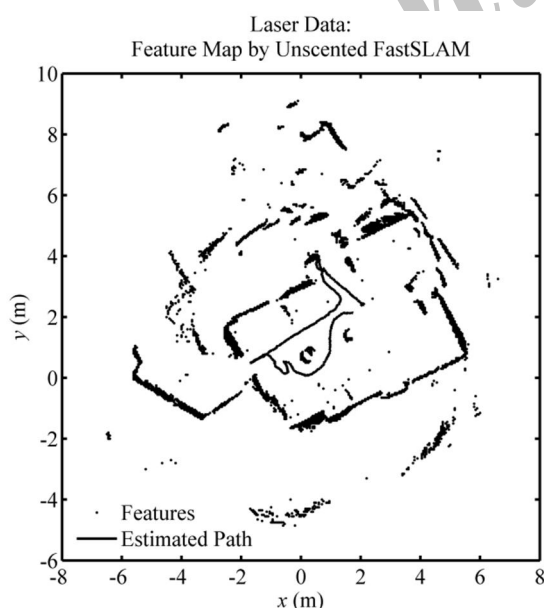 Laser Data:
Feature Map by Unscented FastSLAM
10
8
6
4
2
0
-2
-4
-6
y (m)
Features
Estimated Path
-8 -6 -4 -2 0 2 4 6 8
x (m)